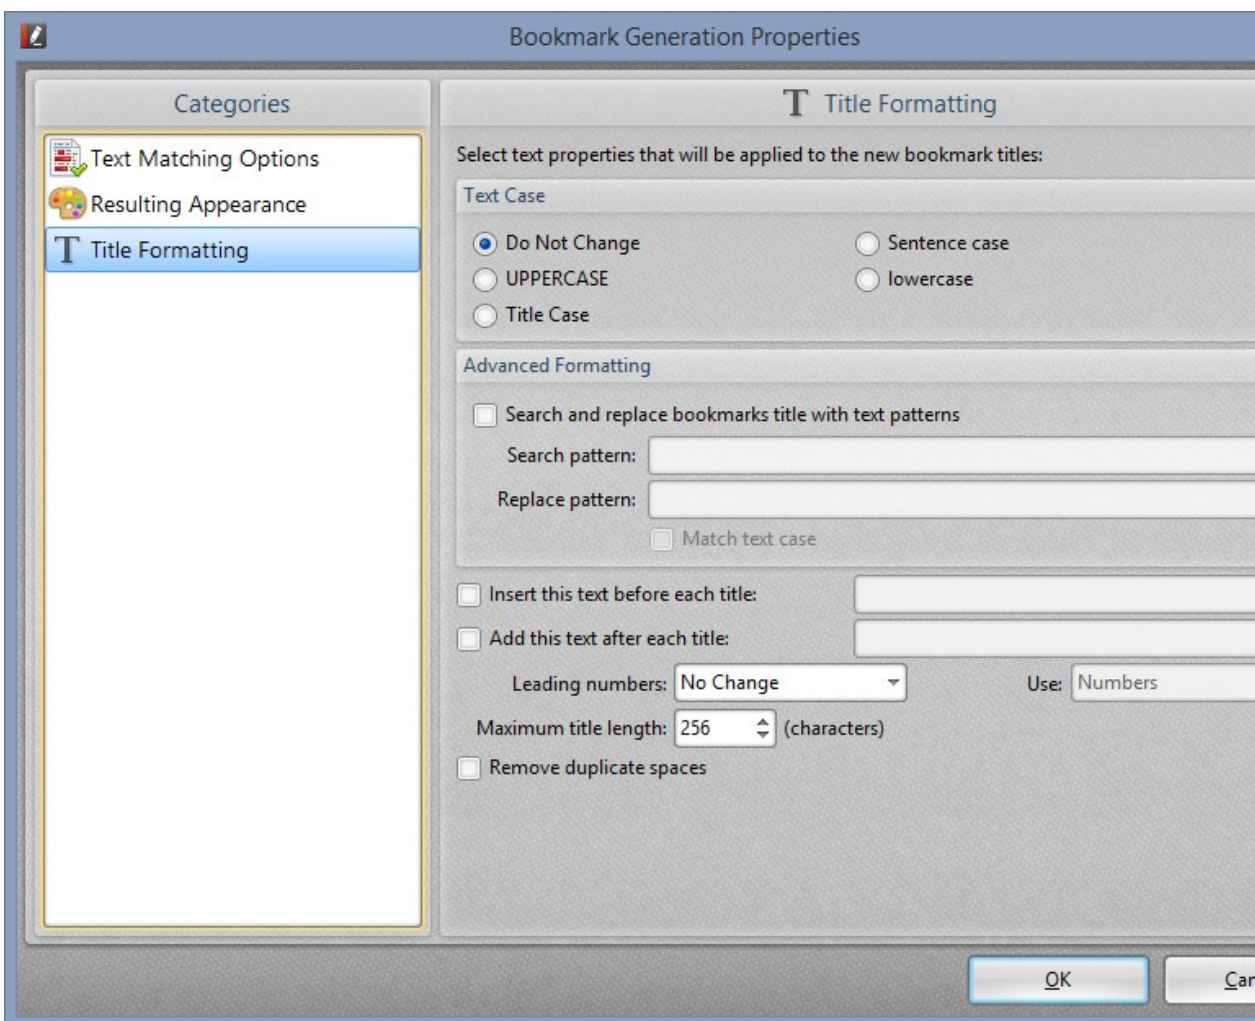 Bookmark Generation Properties
Categories
Text Matching Options
Resulting Appearance
Title Formatting
Title Formatting
Select text properties that will be applied to the new bookmark titles:
Text Case
Do Not Change Sentence case
UPPERCASE lowercase
Title Case
Advanced Formatting
Search and replace bookmarks title with text patterns
Search pattern:
Replace pattern:
Match text case
Insert this text before each title:
Add this text after each title:
Leading numbers: No Change Use: Numbers
Maximum title length: 256 (characters)
Remove duplicate spaces
OK